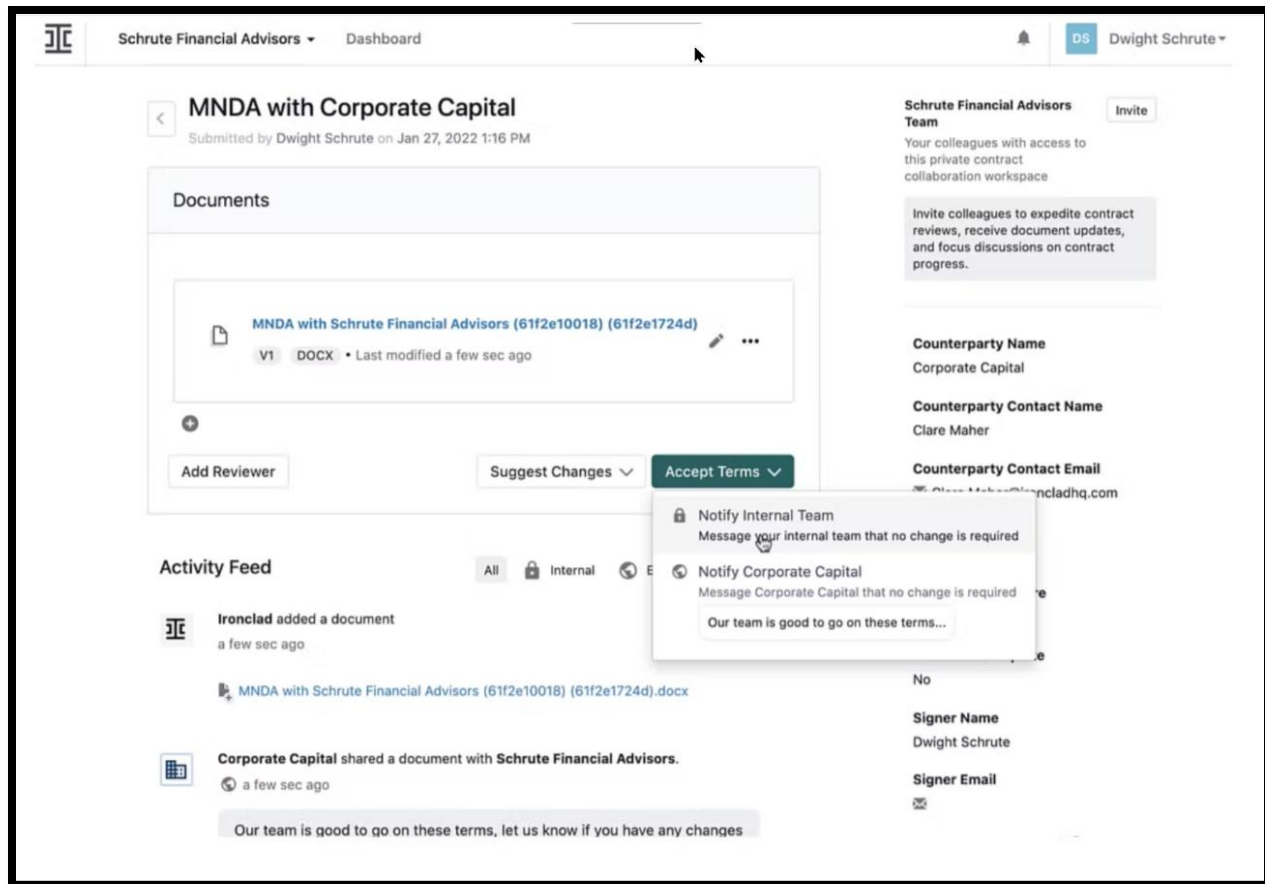 Schrute Financial Advisors
Dashboard
DS
Dwight Schrute
MNDA with Corporate Capital
Submitted by Dwight Schrute on Jan 27, 2022 1:16 PM
Documents
MNDA with Schrute Financial Advisors (61f2e10018) (61f2e1724d)
V1 DOCX • Last modified a few sec ago
Add Reviewer
Suggest Changes
Accept Terms
Notify Internal Team
Message your internal team that no change is required
Notify Corporate Capital
Message Corporate Capital that no change is required
Our team is good to go on these terms...
Activity Feed
All
Internal
Ironclad added a document
a few sec ago
MNDA with Schrute Financial Advisors (61f2e10018) (61f2e1724d).docx
Corporate Capital shared a document with Schrute Financial Advisors.
a few sec ago
Our team is good to go on these terms, let us know if you have any changes
Schrute Financial Advisors
Team
Invite
Your colleagues with access to
this private contract
collaboration workspace
Invite colleagues to expedite contract
reviews, receive document updates,
and focus discussions on contract
progress.
Counterparty Name
Corporate Capital
Counterparty Contact Name
Clare Maher
Counterparty Contact Email
Clare.Maher@ironcladhq.com
No
Signer Name
Dwight Schrute
Signer Email